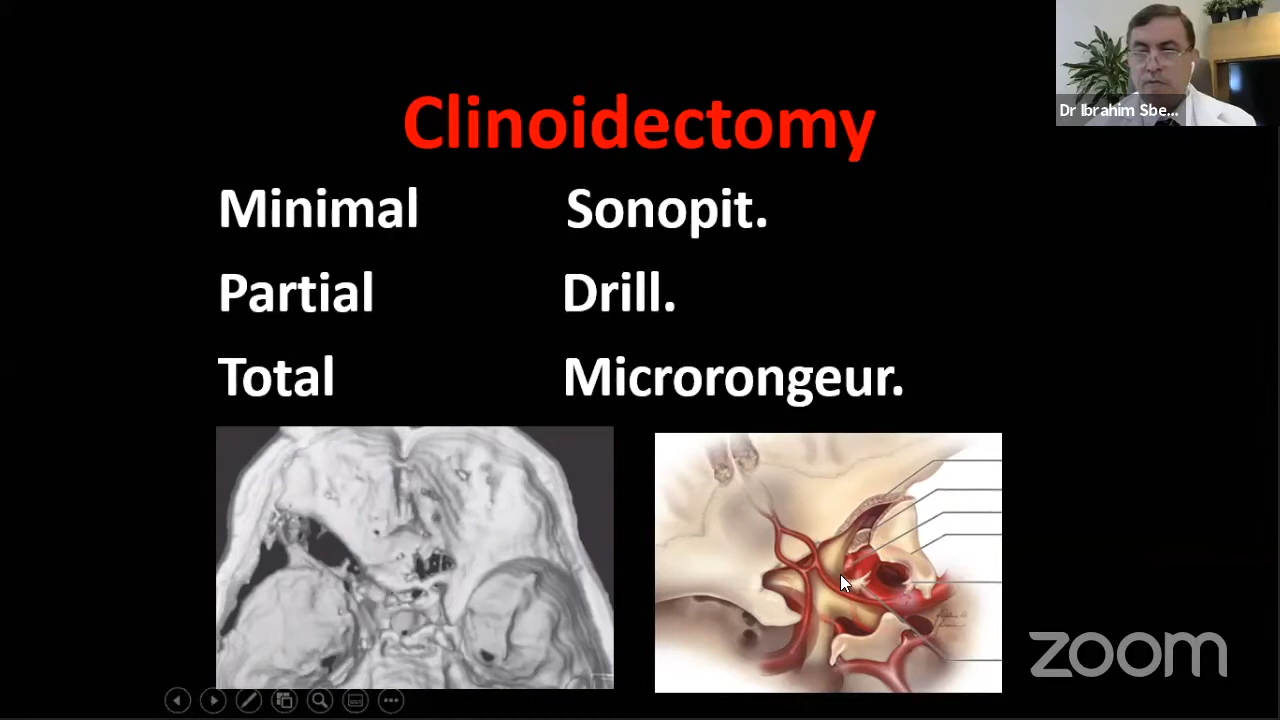 Dr Ibrahim Sbe...
Clinoidectomy
Minimal Sonopit.
Partial Drill.
Total Microrongeur.
zoom